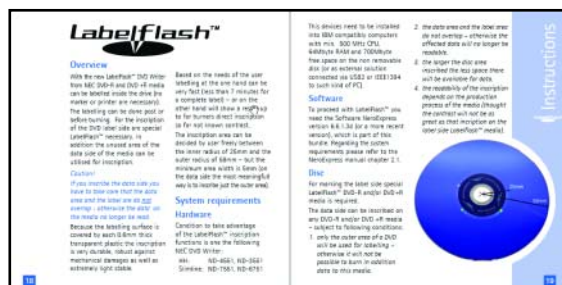 Labelflash™
Overview
With the new Labelflash™ DVD Writer
from NEC DVD-R and DVD+R media
can be labelled inside the drive (no
marker or printer are necessary).
The labelling can be done post or
before burning. For the inscription
of the DVD label side are special
Labelflash™ necessary. In
addition the unused area of the
data side of the media can be
utilised for inscription.
Caution!
If you inscribe the data side you
have to take care that the data
area and the label are do not
overlap – otherwise the data on
the media no longer be read.
Because the labelling surface is
covered by each 0.6mm thick
transparent plastic the inscription
is very durable, robust against
mechanical damages as well as
extremely light stable.
Based on the needs of the user
labelling at the one hand can be
very fast (less than 7 minutes for
a complete label) – or on the
other hand will show a
to far burners direct inscription
so far not known contrast.
The inscription area can be
decided by user freely between
the inner radius of 26mm and the
outer radius of 58mm – but the
minimum area width is 6mm (on
the data side the most meaningfull
way is to inscribe just the outer area).
System requirements
Hardware
Condition to take advantage
of the Labelflash™ inscription
functions is one the following
NEC DVD Writer:
HH: ND-4551, ND-3551
Slimline: ND-7551, ND-6751
This devices need to be installed
into IBM compatible computers
with min. 500 MHz CPU,
64Mbyte RAM and 700Mbyte
free space on the non removable
disk (or as external solution
connected via USB2 or IEEE1394
to such kind of PC).
Software
To proceed with Labelflash™ you
need the Software NeroExpress
version 6.6.1.3d (or a more recent
version), which is part of this
bundle. Regarding the system
requirements please refer to the
NeroExpress manual chapter 2.1.
Disc
For marking the label side special
Labelflash™ DVD-R and/or DVD+R
media is required.
The data side can be inscribed on
any DVD-R and/or DVD+R media
– subject to following conditions:
1. only the outer area of a DVD
will be used for labelling –
otherwise it will not be
possible to burn in addition
data to this media.
2. the data area and the label area
do not overlap – otherwise the
affected data will no longer be
readable.
3. the larger the disc area
inscribed the less space there
will be available for data.
4. the readability of the inscription
depends on the production
process of the media (thought
the contrast will not be as
great as that inscription on the
label side Labelflash™ media).
Instructions
18
19